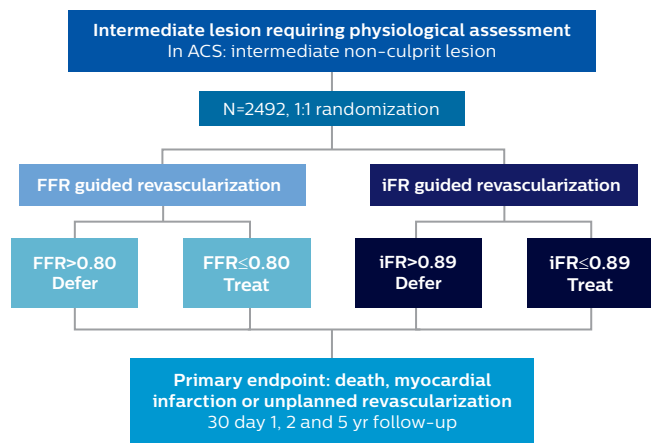 Intermediate lesion requiring physiological assessment
In ACS: intermediate non-culprit lesion
N=2492, 1:1 randomization
FFR guided revascularization
iFR guided revascularization
FFR>0.80
Defer
FFR≤0.80
Treat
iFR>0.89
Defer
iFR≤0.89
Treat
Primary endpoint: death, myocardial
infarction or unplanned revascularization
30 day 1, 2 and 5 yr follow-up